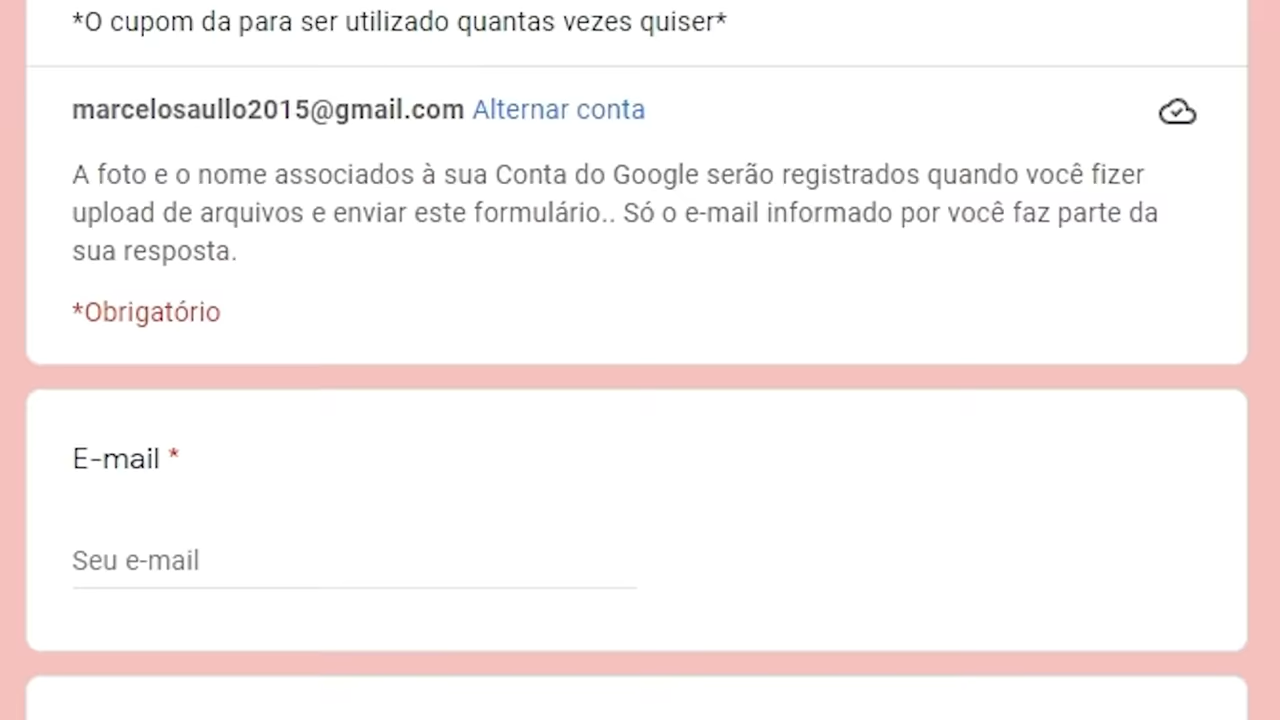 *O cupom da para ser utilizado quantas vezes quiser*
marcelosaullo2015@gmail.com Alternar conta
A foto e o nome associados à sua Conta do Google serão registrados quando você fizer
upload de arquivos e enviar este formulário.. Só o e-mail informado por você faz parte da
sua resposta.
*Obrigatório
E-mail *
Seu e-mail